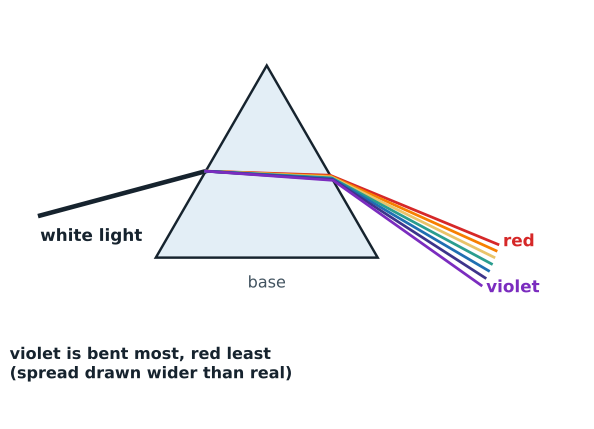 red
white light
base
violet
violet is bent most, red least
(spread drawn wider than real)